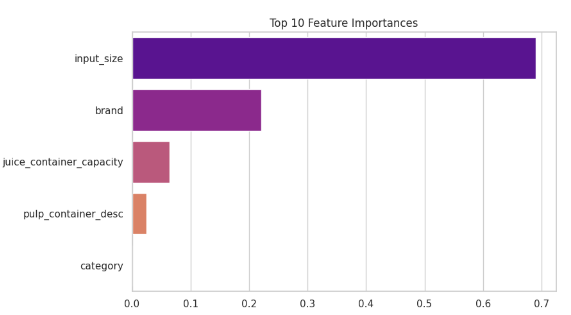 Top 10 Feature Importances
input_size
brand
juice_container_capacity
pulp_container_desc
category
0.0 0.1 0.2 0.3 0.4 0.5 0.6 0.7